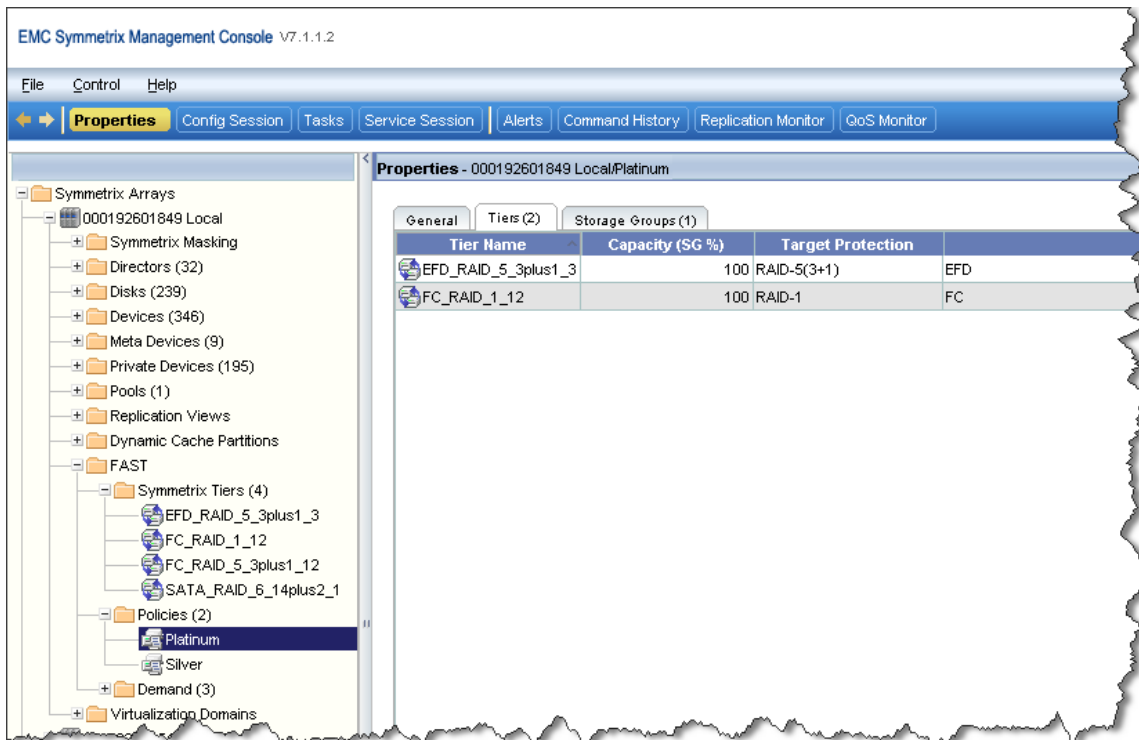 EMC Symmetrix Management Console V7.1.1.2
File Control Help
Properties Config Session Tasks Service Session Alerts Command History Replication Monitor QoS Monitor
Properties - 000192601849 Local/Platinum
Symmetrix Arrays
000192601849 Local
Symmetrix Masking
Directors (32)
Disks (239)
Devices (346)
Meta Devices (9)
Private Devices (195)
Pools (1)
Replication Views
Dynamic Cache Partitions
FAST
Symmetrix Tiers (4)
EFD_RAID_5_3plus1_3
FC_RAID_1_12
FC_RAID_5_3plus1_12
SATA_RAID_6_14plus2_1
Policies (2)
Platinum
Silver
Demand (3)
Virtualization Domains
General Tiers (2) Storage Groups (1)
Tier Name Capacity (SG %) Target Protection
EFD_RAID_5_3plus1_3 100 RAID-5(3+1) EFD
FC_RAID_1_12 100 RAID-1 FC